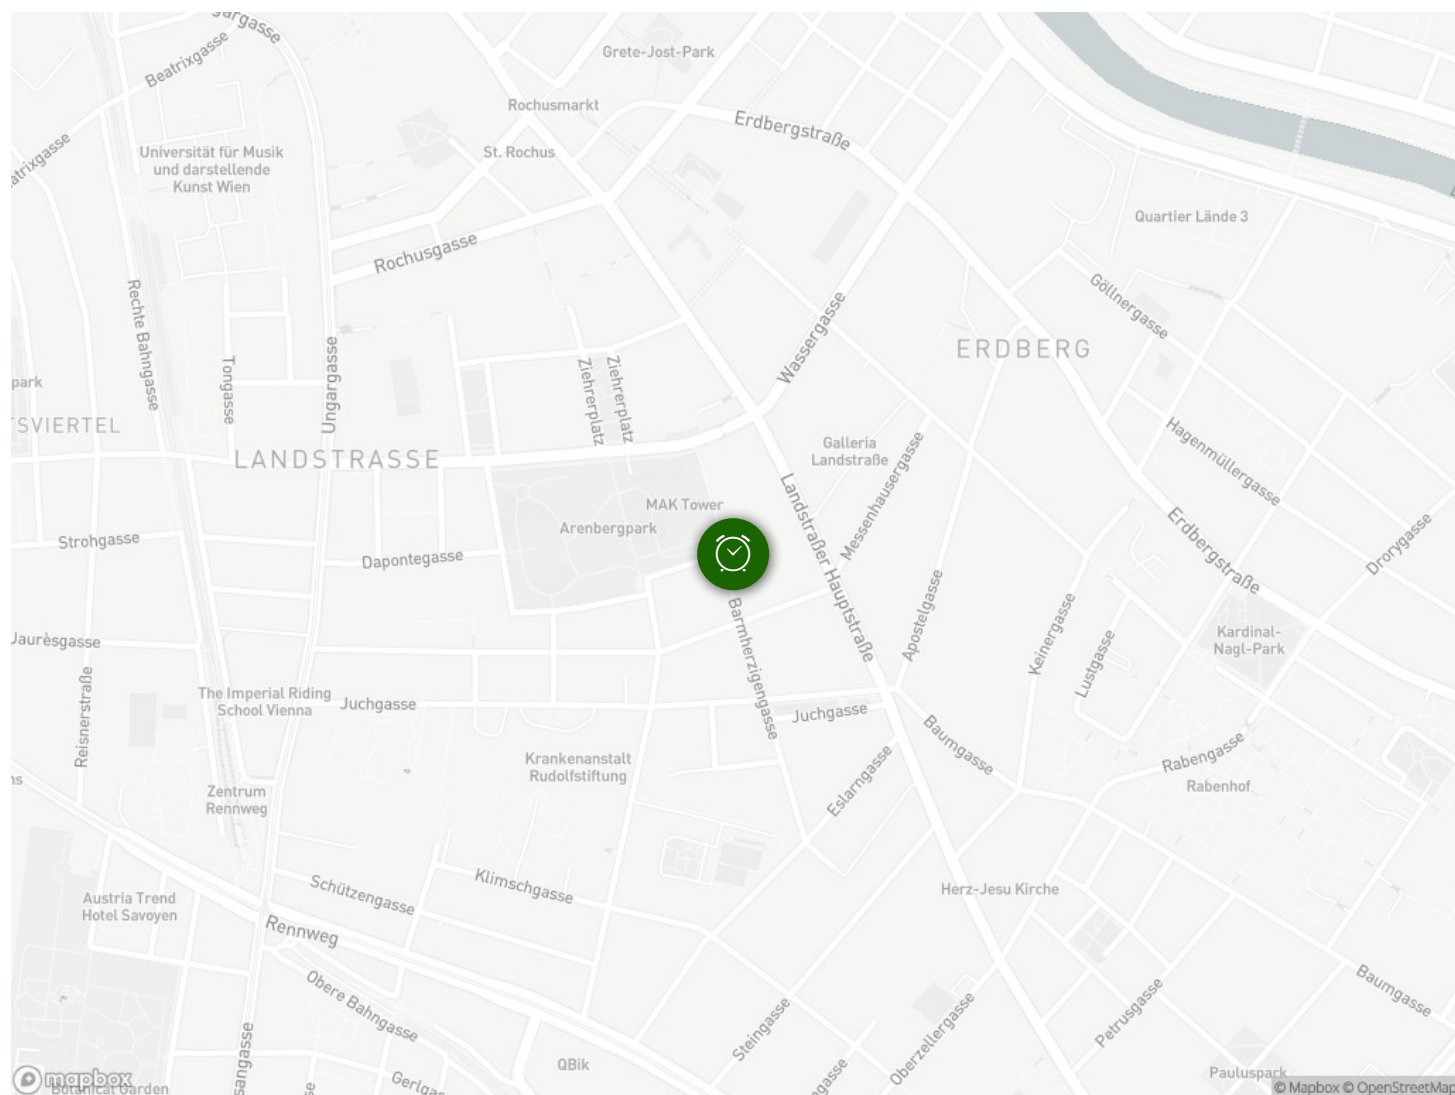 Beatrixgasse
Grete-Jost-Park
Rochusmarkt
Erdbergstraße
St. Rochus
Universität für Musik
und darstellende
Kunst Wien
Quartier Lände 3
Rochusgasse
Göllnergasse
Rechte Bahngasse
Wassergasse
ERDBERG
Ungargasse
Tongasse
Ziehrerplatz
Ziehrerplatz
park
TSVIERTEL
LANDSTRASSE
Galleria
Landstraße
Hagenmüllergasse
MAK Tower
Arenbergpark
Landstraßer Hauptstraße
Messenhausergasse
Erdbergstraße
Drorygasse
Strohgasse
Dapontegasse
Barmherzigengasse
Apostelgasse
Keinergasse
Lustgasse
Kardinal-
Nagl-Park
Jaurèsgasse
Reisnerstraße
The Imperial Riding
School Vienna
Juchgasse
Juchgasse
Baumgasse
Krankenanstalt
Rudolfstiftung
Eslarngasse
Rabengasse
Rabenhof
Zentrum
Rennweg
Klimschgasse
Schützengasse
Herz-Jesu Kirche
Austria Trend
Hotel Savoyen
Rennweg
Obere Bahngasse
Steingasse
Oberzellergasse
Petrusgasse
Baumgasse
QBik
Pauluspark
Gerlg
mapbox
Botanical Garden
© Mapbox © OpenStreetMap